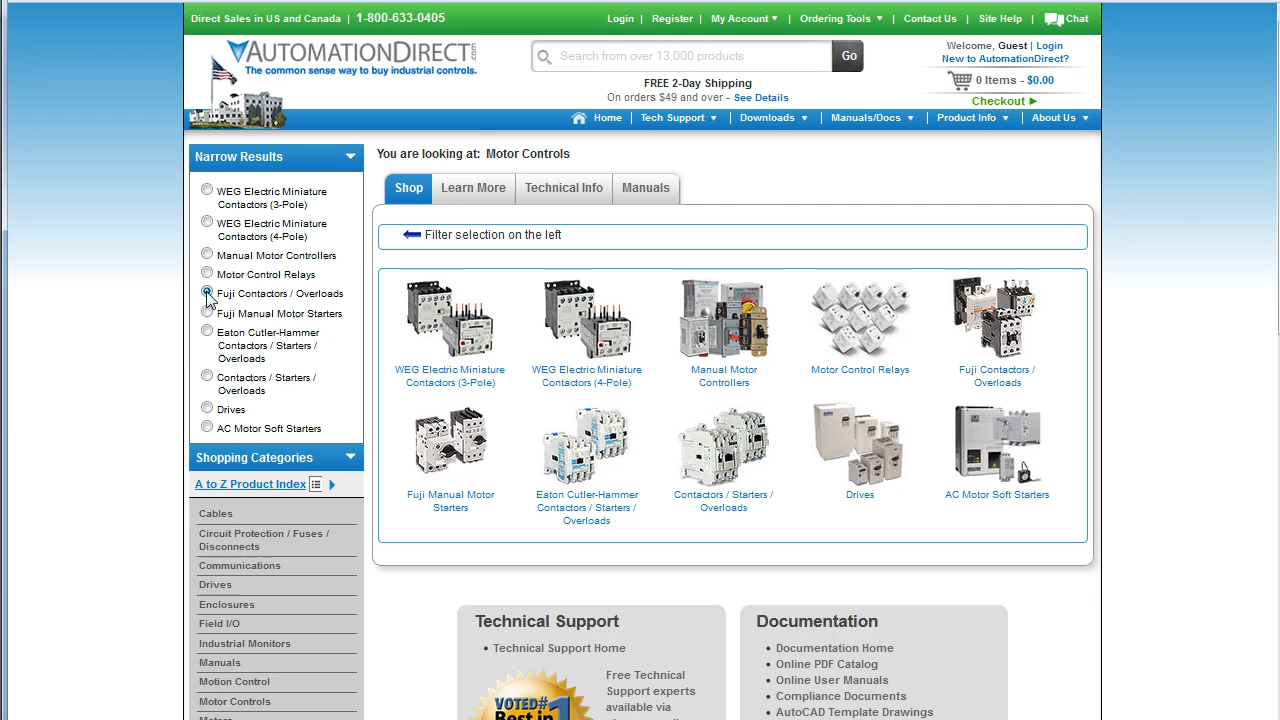 Direct Sales in US and Canada | 1-800-633-0405
Login | Register | My Account | Ordering Tools | Contact Us | Site Help | Chat
AUTOMATIONDIRECT.com
The common sense way to buy industrial controls.
Search from over 13,000 products
Go
FREE 2-Day Shipping
On orders $49 and over - See Details
Welcome, Guest | Login
New to AutomationDirect?
0 Items - $0.00
Checkout
Home | Tech Support | Downloads | Manuals/Docs | Product Info | About Us
Narrow Results
WEG Electric Miniature
Contactors (3-Pole)
WEG Electric Miniature
Contactors (4-Pole)
Manual Motor Controllers
Motor Control Relays
Fuji Contactors / Overloads
Fuji Manual Motor Starters
Eaton Cutler-Hammer
Contactors / Starters /
Overloads
Contactors / Starters /
Overloads
Drives
AC Motor Soft Starters
Shopping Categories
A to Z Product Index
Cables
Circuit Protection / Fuses /
Disconnects
Communications
Drives
Enclosures
Field I/O
Industrial Monitors
Manuals
Motion Control
Motor Controls
Motors
You are looking at: Motor Controls
Shop
Learn More
Technical Info
Manuals
Filter selection on the left
WEG Electric Miniature
Contactors (3-Pole)
WEG Electric Miniature
Contactors (4-Pole)
Manual Motor
Controllers
Motor Control Relays
Fuji Contactors /
Overloads
Fuji Manual Motor
Starters
Eaton Cutler-Hammer
Contactors / Starters /
Overloads
Contactors / Starters /
Overloads
Drives
AC Motor Soft Starters
Technical Support
• Technical Support Home
VOTED #1
Best in
Free Technical
Support experts
available via
Documentation
• Documentation Home
• Online PDF Catalog
• Online User Manuals
• Compliance Documents
• AutoCAD Template Drawings